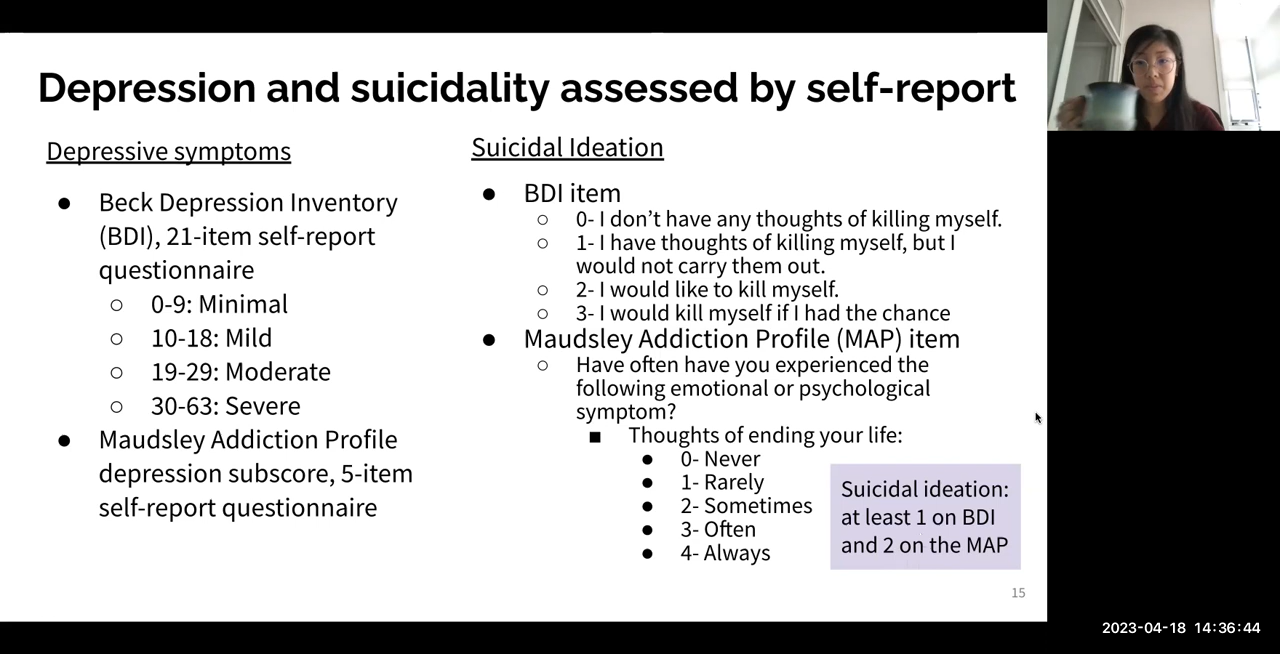 Depression and suicidality assessed by self-report
Depressive symptoms
● Beck Depression Inventory
(BDI), 21-item self-report
questionnaire
○ 0-9: Minimal
○ 10-18: Mild
○ 19-29: Moderate
○ 30-63: Severe
● Maudsley Addiction Profile
depression subscore, 5-item
self-report questionnaire
Suicidal Ideation
● BDI item
○ 0- I don’t have any thoughts of killing myself.
○ 1- I have thoughts of killing myself, but I
would not carry them out.
○ 2- I would like to kill myself.
○ 3- I would kill myself if I had the chance
● Maudsley Addiction Profile (MAP) item
○ Have often have you experienced the
following emotional or psychological
symptom?
■ Thoughts of ending your life:
● 0- Never
● 1- Rarely
● 2- Sometimes
● 3- Often
● 4- Always
Suicidal ideation:
at least 1 on BDI
and 2 on the MAP
15
2023-04-18 14:36:44